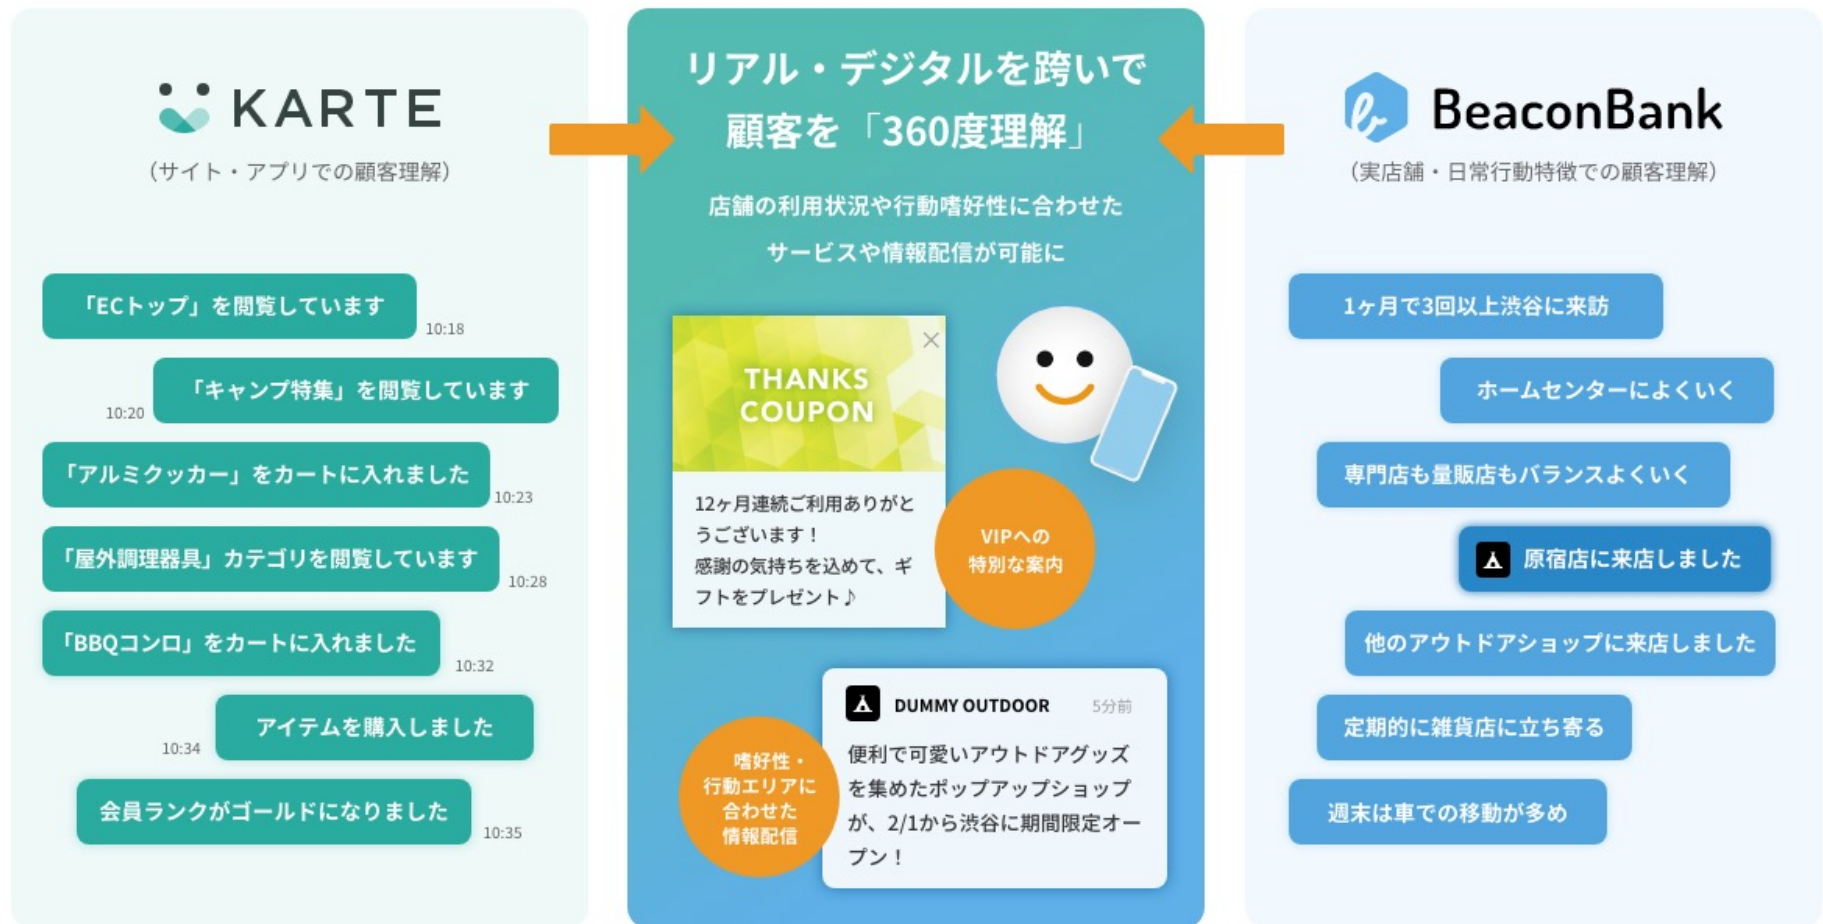 KARTE
（サイト・アプリでの顧客理解）
「ECトップ」を閲覧しています
10:18
「キャンプ特集」を閲覧しています
10:20
「アルミクッカー」をカートに入れました
10:23
「屋外調理器具」カテゴリを閲覧しています
10:28
「BBQコンロ」をカートに入れました
10:32
アイテムを購入しました
10:34
会員ランクがゴールドになりました
10:35
リアル・デジタルを跨いで
顧客を「360度理解」
店舗の利用状況や行動嗜好性に合わせた
サービスや情報配信が可能に
THANKS
COUPON
12ヶ月連続ご利用ありがと
うございます！
感謝の気持ちを込めて、ギ
フトをプレゼント♪
VIPへの
特別な案内
DUMMY OUTDOOR
5分前
便利で可愛いアウトドアグッズ
を集めたポップアップショップ
が、2/1から渋谷に期間限定オー
プン！
嗜好性・
行動エリアに
合わせた
情報配信
BeaconBank
（実店舗・日常行動特徴での顧客理解）
1ヶ月で3回以上渋谷に来訪
ホームセンターによくいく
専門店も量販店もバランスよくいく
原宿店に来店しました
他のアウトドアショップに来店しました
定期的に雑貨店に立ち寄る
週末は車での移動が多め